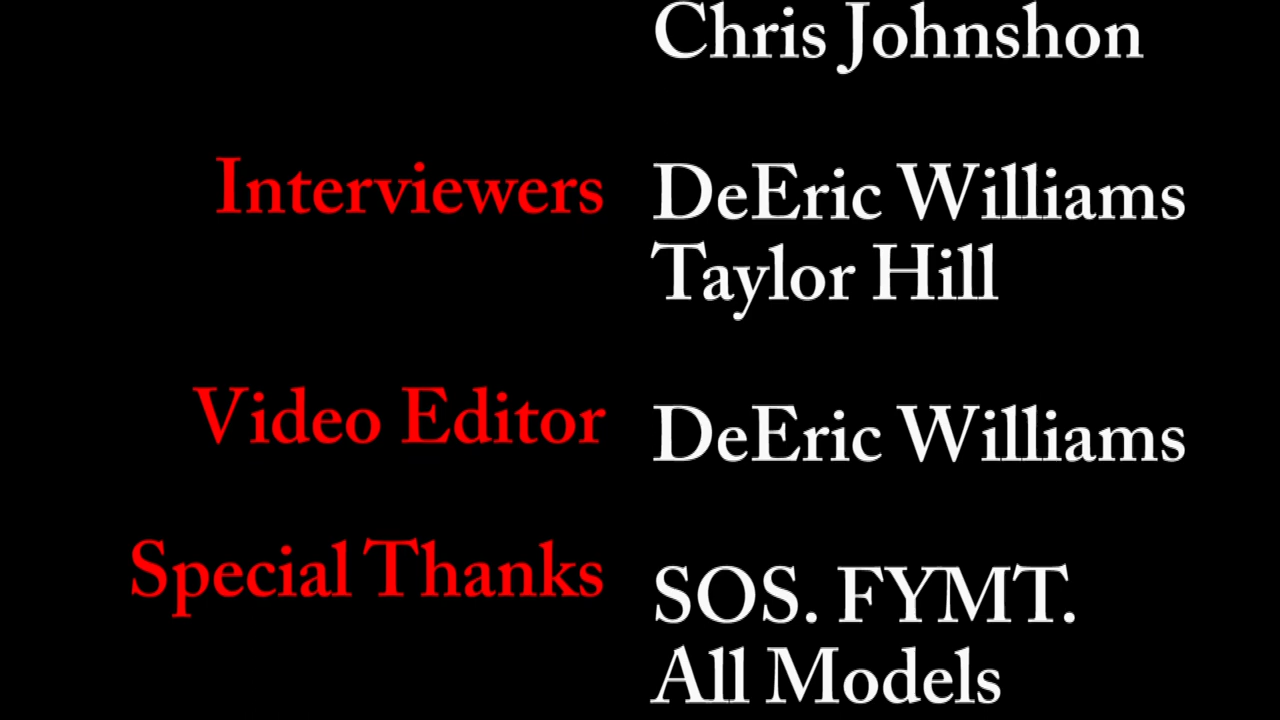 Chris Johnshon
Interviewers DeEric Williams
Taylor Hill
Video Editor DeEric Williams
Special Thanks SOS. FYMT.
All Models